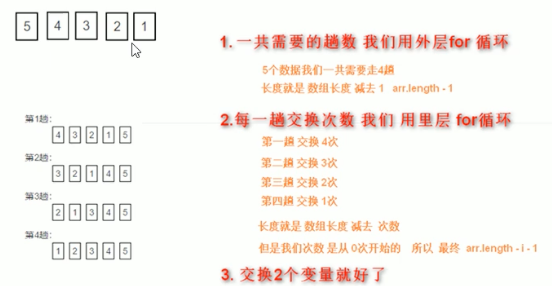 5 4 3 2 1
1. 一共需要的趟数 我们用外层for 循环
5个数据我们一共需要走4趟
长度就是 数组长度 减去 1 arr.length - 1
第1趟:
4 3 2 1 5
第2趟:
3 2 1 4 5
第3趟:
2 1 3 4 5
第4趟:
1 2 3 4 5
2.每一趟交换次数 我们 用里层 for循环
第一趟 交换 4次
第二趟 交换 3次
第三趟 交换 2次
第四趟 交换 1次
长度就是 数组长度 减去 次数
但是我们次数 是从 0次开始的 所以 最终 arr.length - i - 1
3. 交换2个变量就好了